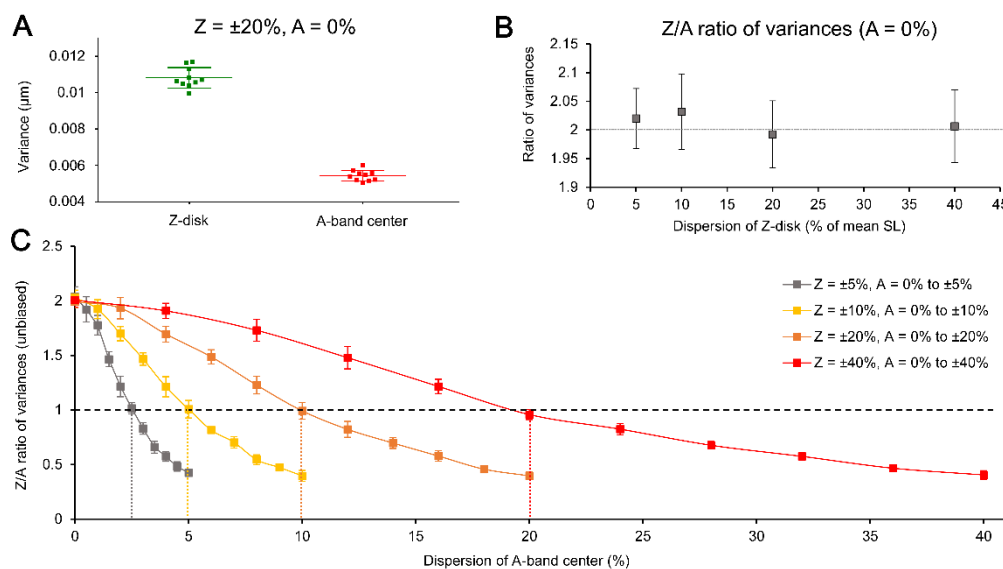 A
Z = ±20%, A = 0%
Variance (µm)
0.012
0.01
0.008
0.006
0.004
Z-disk
A-band center
B
Z/A ratio of variances (A = 0%)
Ratio of variances
2.15
2.1
2.05
2
1.95
1.9
0 5 10 15 20 25 30 35 40 45
Dispersion of Z-disk (% of mean SL)
C
Z/A ratio of variances (unbiased)
2.5
2
1.5
1
0.5
0
0 5 10 15 20 25 30 35 40
Dispersion of A-band center (%)
Z = ±5%, A = 0% to ±5%
Z = ±10%, A = 0% to ±10%
Z = ±20%, A = 0% to ±20%
Z = ±40%, A = 0% to ±40%